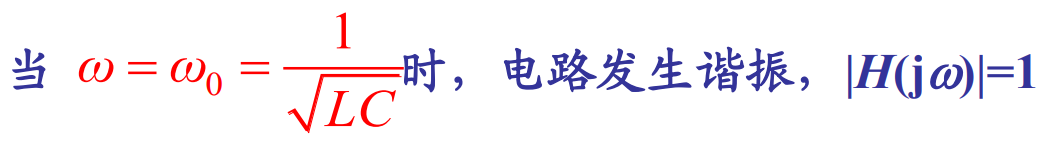 当 ω = ω₀ = 1/√LC 时，电路发生谐振，|H(jω)|=1